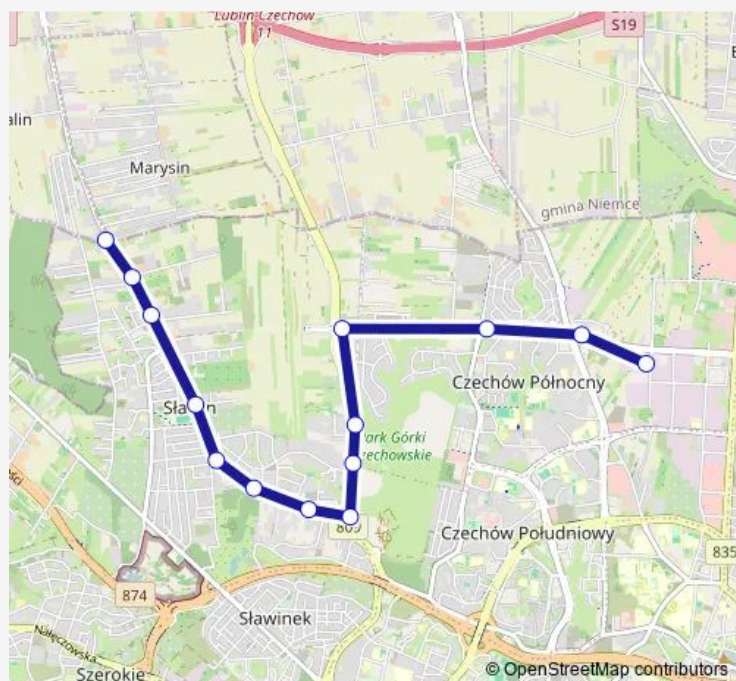 Lublin Czechów
11
S19
alin
Marysin
gmina Niemce
Czechów Północny
Park Górki
Czechowskie
809
Czechów Południowy
835
874
Sławinek
Nałęczowska
Szerokie
© OpenStreetMap contributors